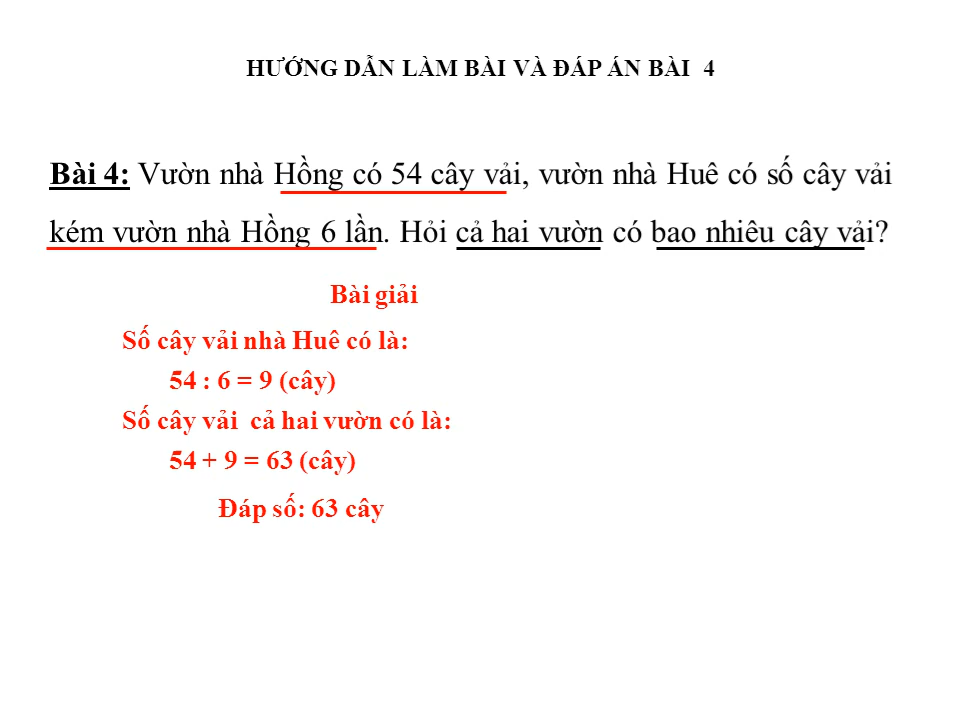 HƯỚNG DẪN LÀM BÀI VÀ ĐÁP ÁN BÀI 4
Bài 4: Vườn nhà Hồng có 54 cây vải, vườn nhà Huê có số cây vải
kém vườn nhà Hồng 6 lần. Hỏi cả hai vườn có bao nhiêu cây vải?
Bài giải
Số cây vải nhà Huê có là:
54 : 6 = 9 (cây)
Số cây vải cả hai vườn có là:
54 + 9 = 63 (cây)
Đáp số: 63 cây